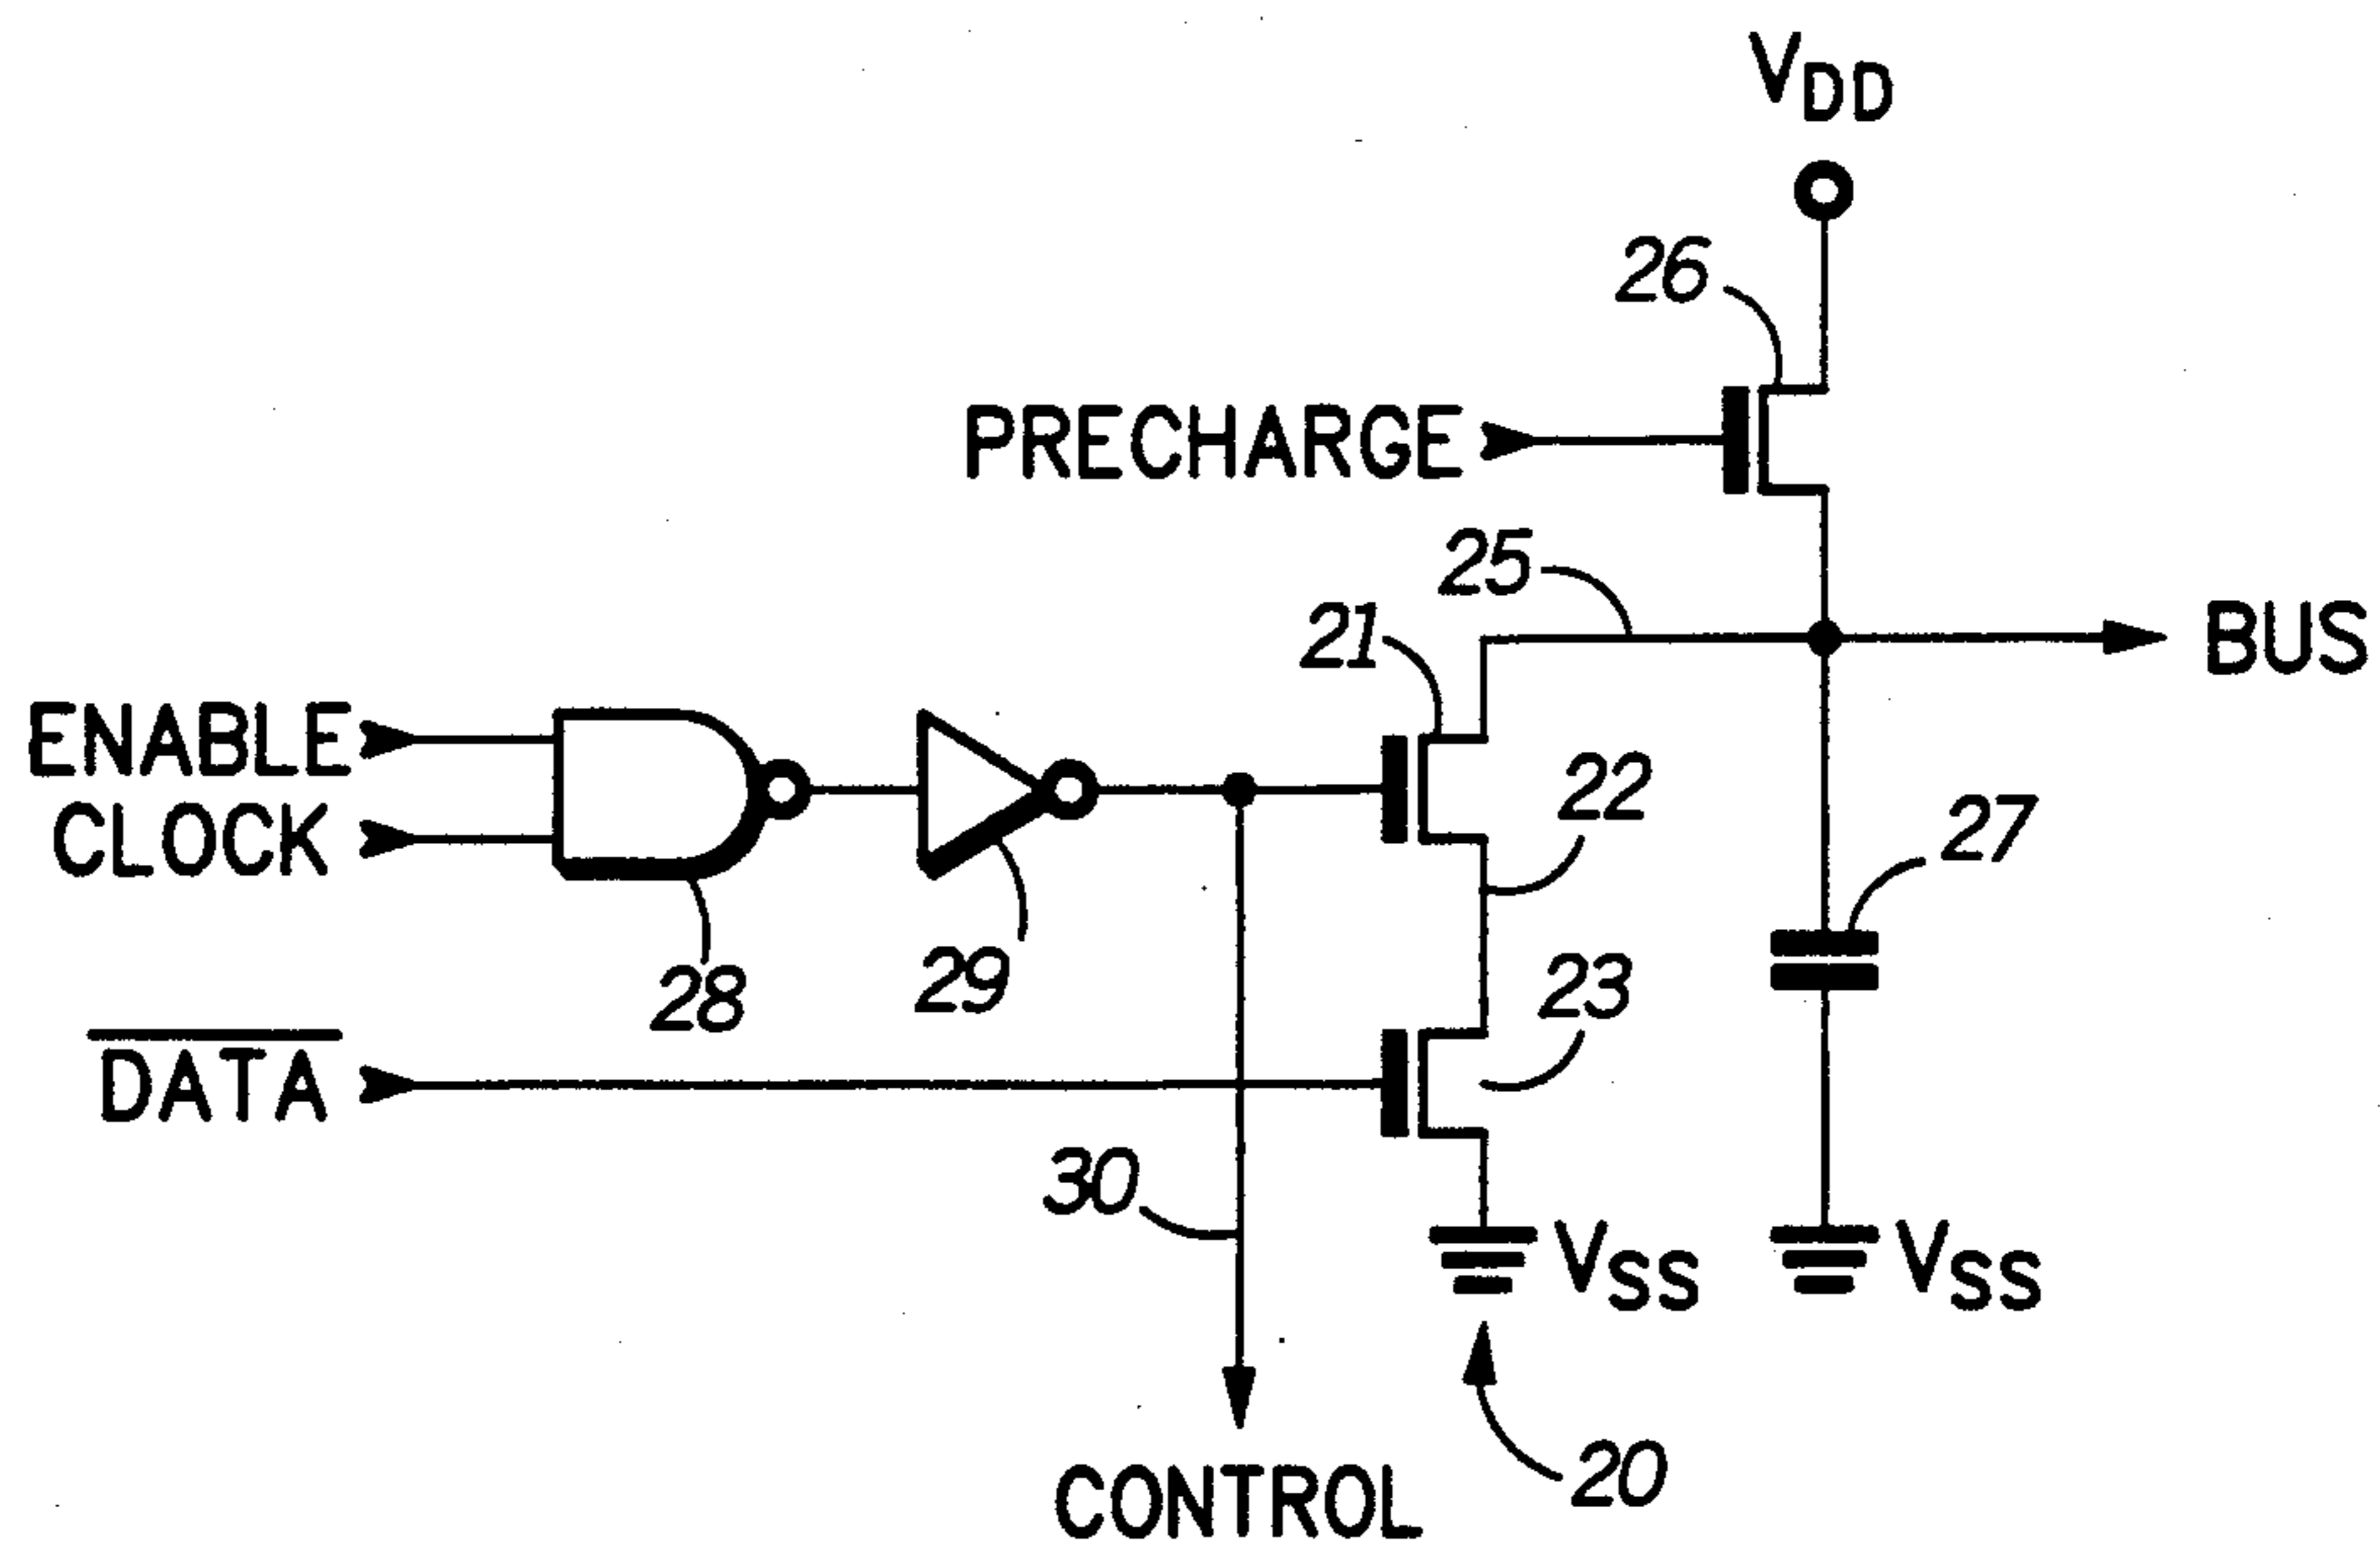 VDD
26
PRECHARGE
25
21
BUS
22
27
ENABLE
CLOCK
28
29
23
DATA
30
VSS
VSS
20
CONTROL